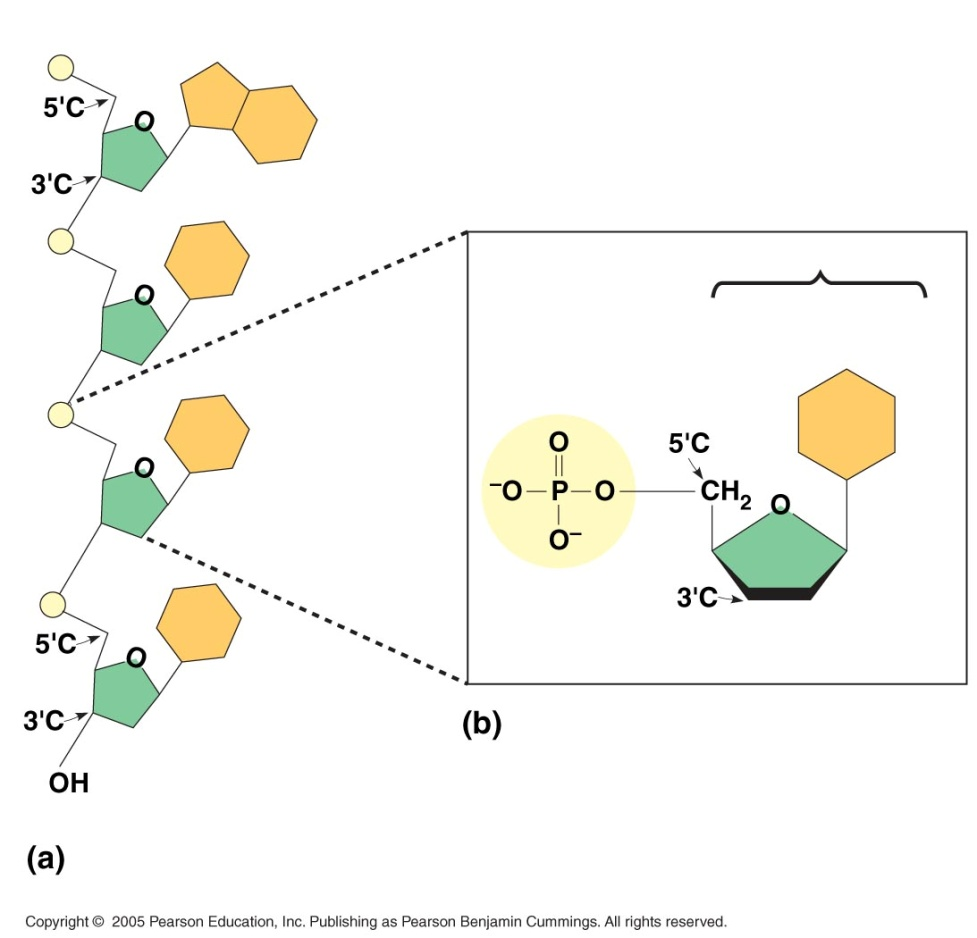 5'C
O
3'C
O
O
5'C
O
3'C
OH
(a)
5'C
O
⁻O–P–O
O⁻
CH₂
O
3'C
(b)
Copyright © 2005 Pearson Education, Inc. Publishing as Pearson Benjamin Cummings. All rights reserved.